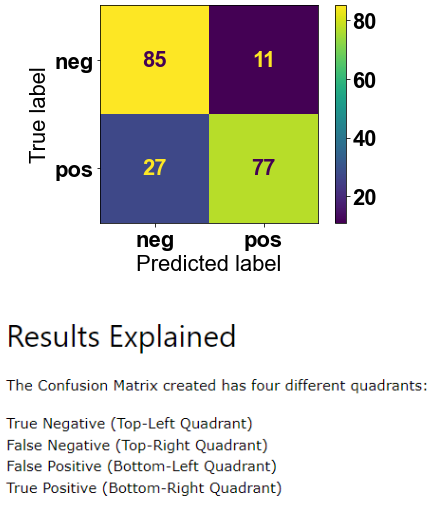 85 11
27 77
neg
pos
True label
neg pos
Predicted label
80
60
40
20
Results Explained
The Confusion Matrix created has four different quadrants:
True Negative (Top-Left Quadrant)
False Negative (Top-Right Quadrant)
False Positive (Bottom-Left Quadrant)
True Positive (Bottom-Right Quadrant)